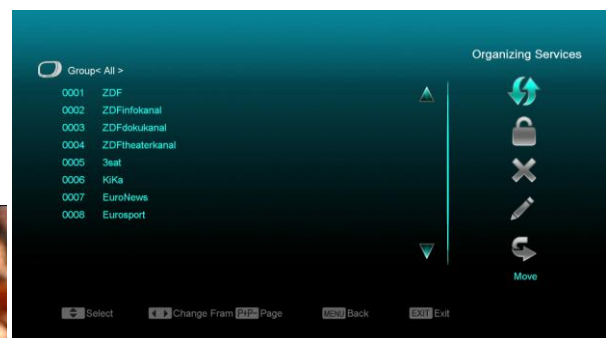 Organizing Services
Group< All >
0001 ZDF
0002 ZDFinfokanal
0003 ZDFdokukanal
0004 ZDFtheaterkanal
0005 3sat
0006 KiKa
0007 EuroNews
0008 Eurosport
Move
Select Change Fram P+P- Page MENU Back EXIT Exit